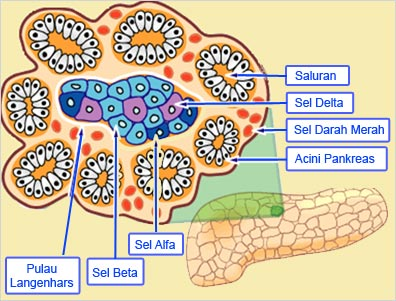 Saluran
Sel Delta
Sel Darah Merah
Acini Pankreas
Sel Alfa
Sel Beta
Pulau
Langenhars